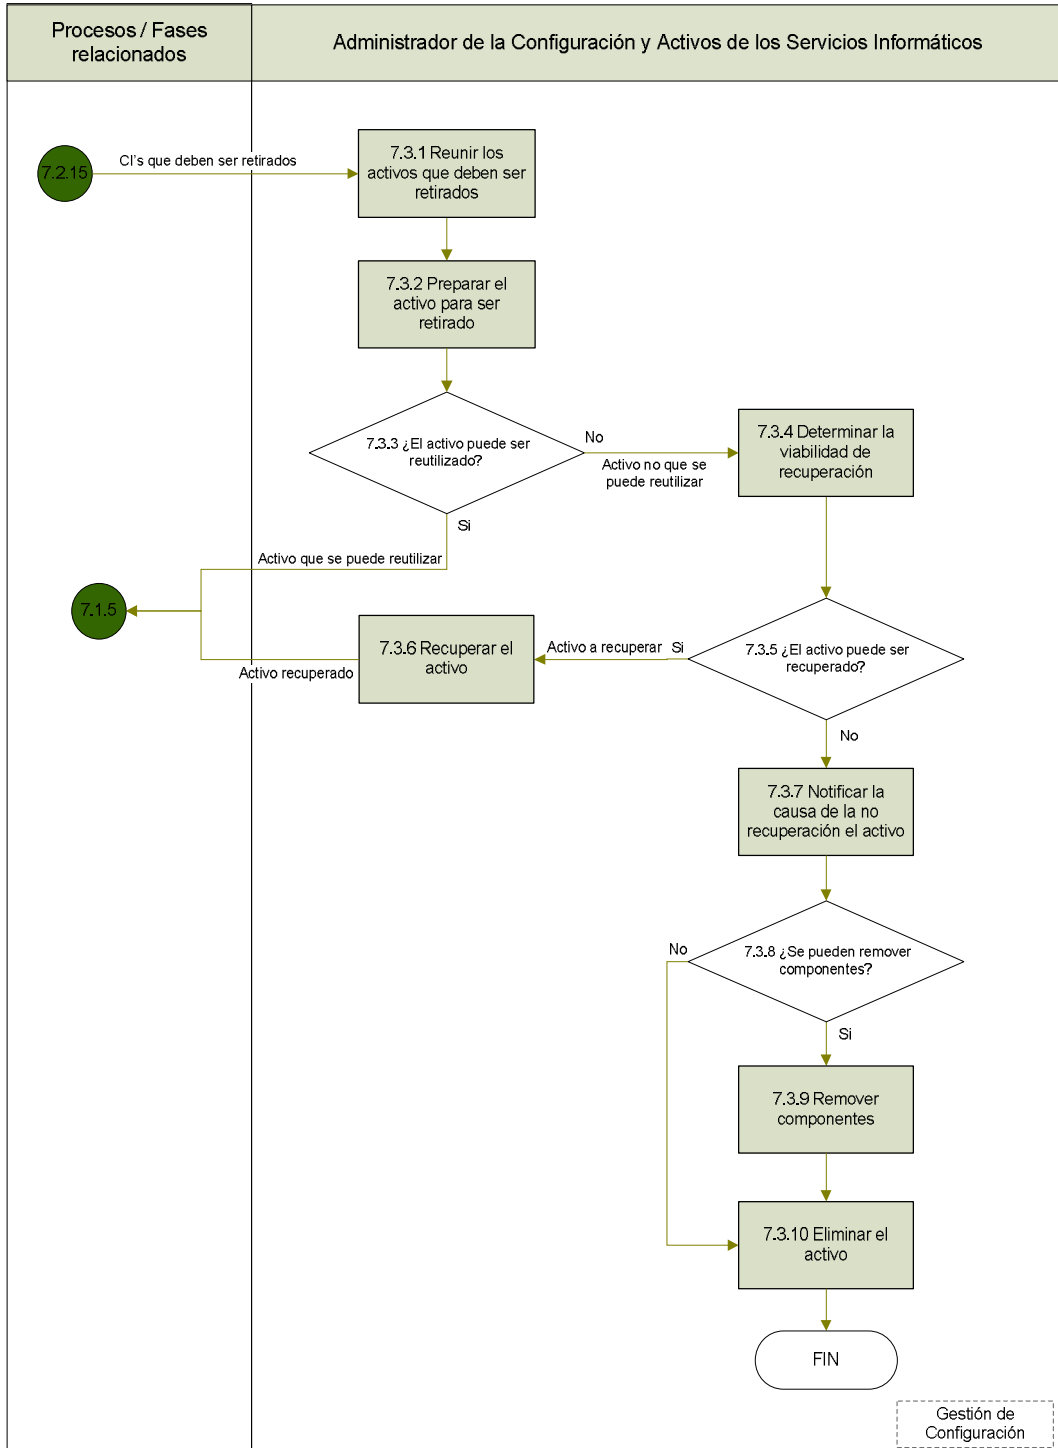 Procesos / Fases
relacionados
Administrador de la Configuración y Activos de los Servicios Informáticos
7.2.15
CI's que deben ser retirados
7.3.1 Reunir los
activos que deben ser
retirados
7.3.2 Preparar el
activo para ser
retirado
7.3.3 ¿El activo puede ser
reutilizado?
No
Activo no que se
puede reutilizar
7.3.4 Determinar la
viabilidad de
recuperación
Si
Activo que se puede reutilizar
7.1.5
7.3.6 Recuperar el
activo
Activo a recuperar
Si
7.3.5 ¿El activo puede ser
recuperado?
Activo recuperado
No
7.3.7 Notificar la
causa de la no
recuperación el activo
No
7.3.8 ¿Se pueden remover
componentes?
Si
7.3.9 Remover
componentes
7.3.10 Eliminar el
activo
FIN
Gestión de
Configuración